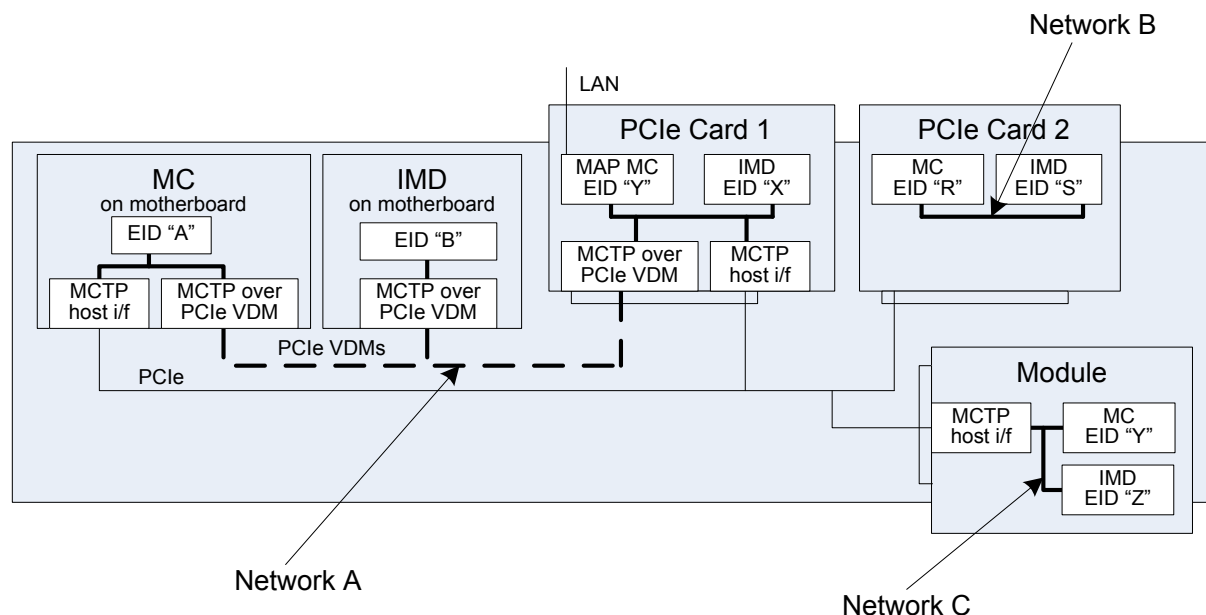 Network B
LAN
PCIe Card 1
PCIe Card 2
MAP MC
EID “Y”
IMD
EID “X”
MC
EID “R”
IMD
EID “S”
MC
on motherboard
EID “A”
IMD
on motherboard
EID “B”
MCTP
host i/f
MCTP over
PCIe VDM
MCTP over
PCIe VDM
MCTP over
PCIe VDM
MCTP
host i/f
PCIe VDMs
PCIe
Module
MCTP
host i/f
MC
EID “Y”
IMD
EID “Z”
Network A
Network C